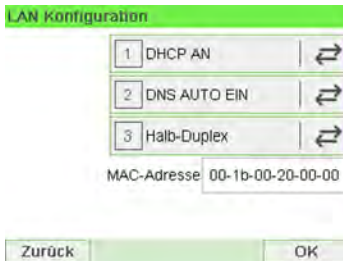 LAN Konfiguration
1 DHCP AN
2 DNS AUTO EIN
3 Halb-Duplex
MAC-Adresse 00-1b-00-20-00-00
Zurück OK